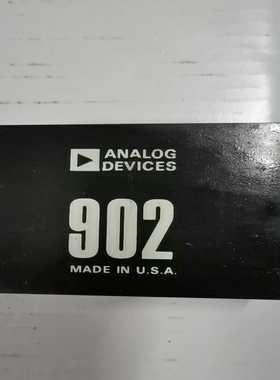 ANALOG
DEVICES
902
MADE IN U.S.A.